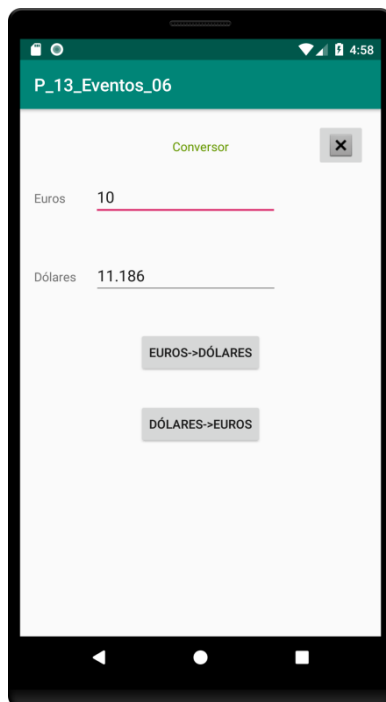 4:58
P_13_Eventos_06
Conversor
Euros 10
Dólares 11.186
EUROS->DÓLARES
DÓLARES->EUROS